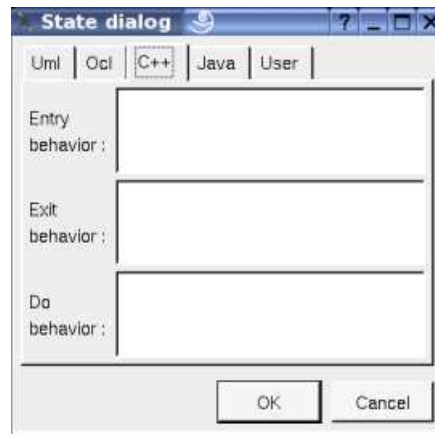 State dialog ?
Uml Ocl C++ Java User
Entry
behavior :
Exit
behavior :
Do
behavior :
OK Cancel